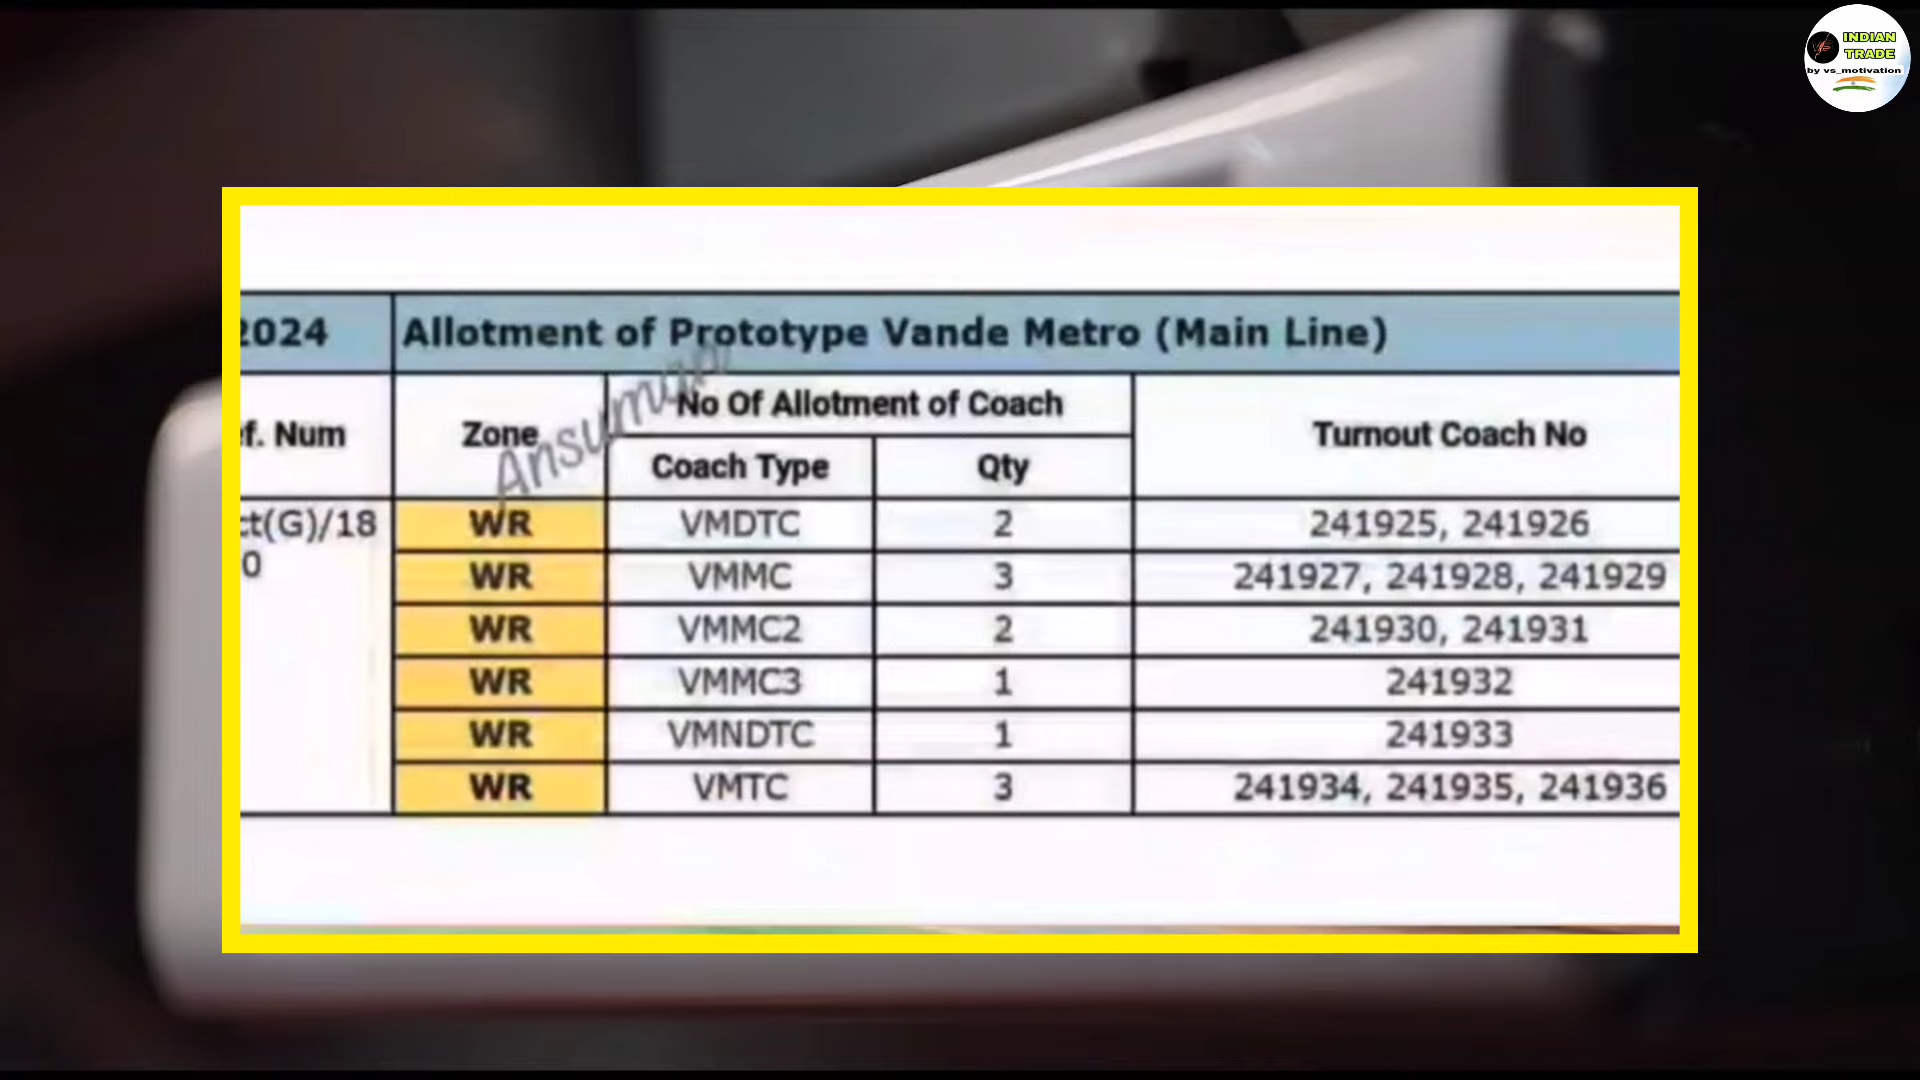 INDIAN
TRADE
by vs_motivation
2024 Allotment of Prototype Vande Metro (Main Line)
Ansuman
ef. Num Zone No Of Allotment of Coach Turnout Coach No
Coach Type Qty
ct(G)/18 WR VMDTC 2 241925, 241926
0
WR VMMC 3 241927, 241928, 241929
WR VMMC2 2 241930, 241931
WR VMMC3 1 241932
WR VMNDTC 1 241933
WR VMTC 3 241934, 241935, 241936